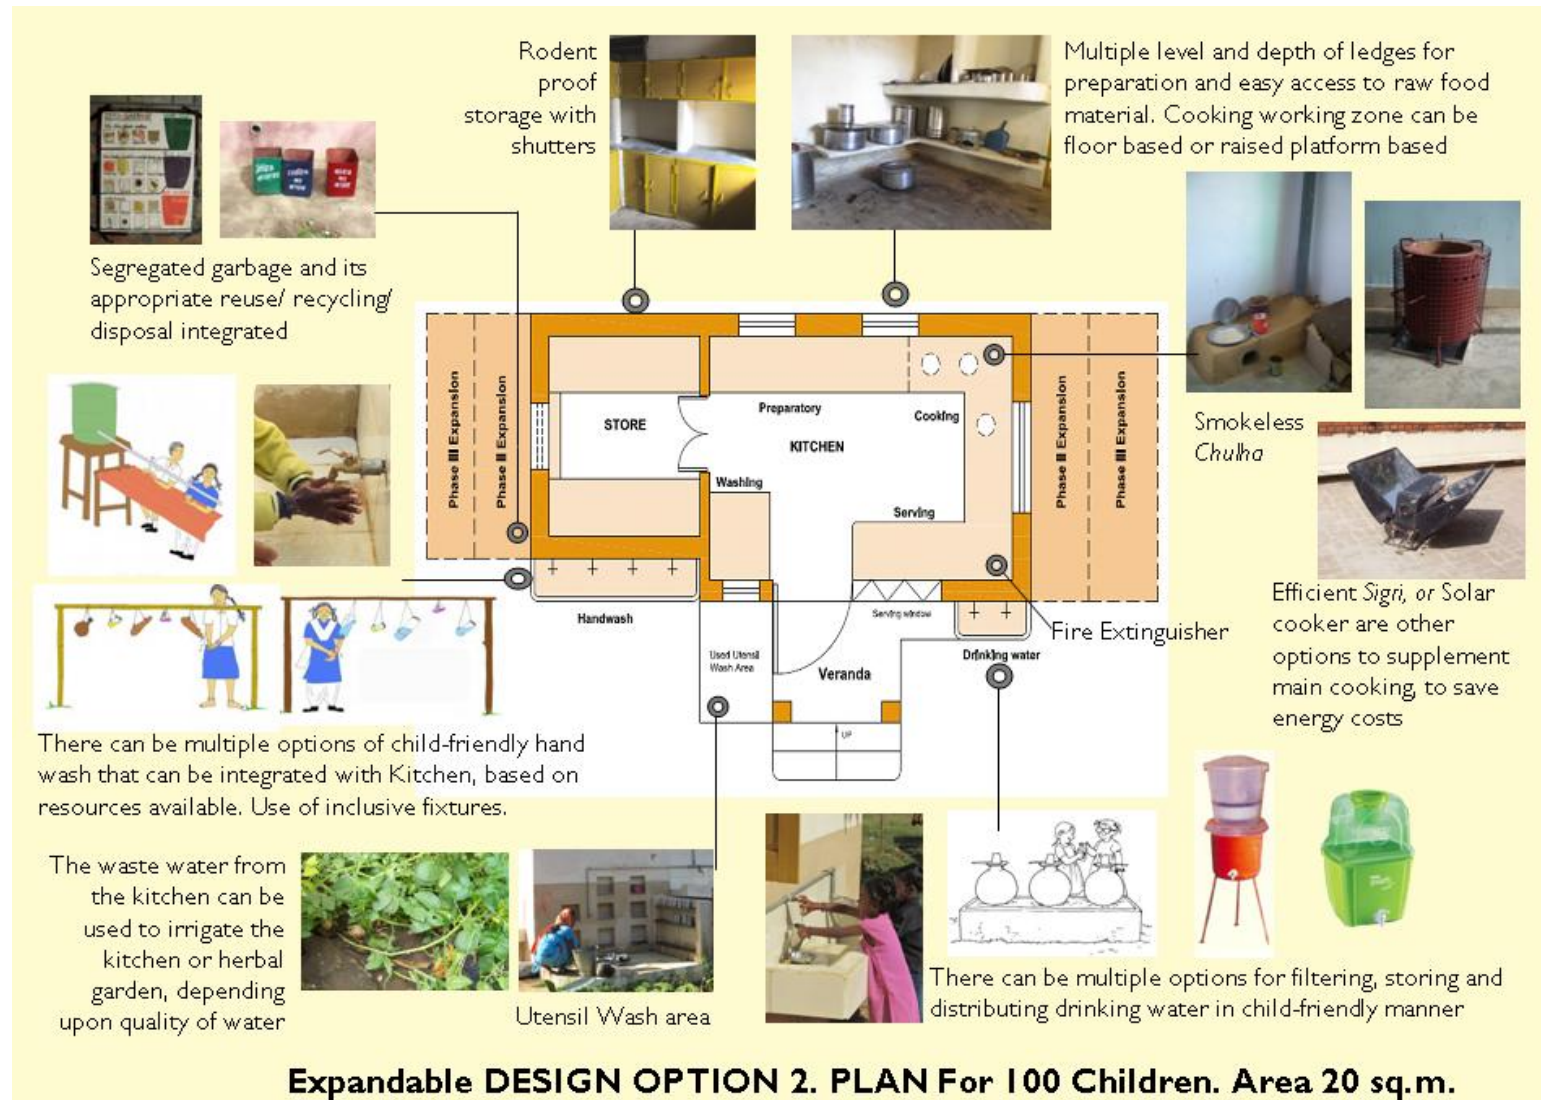 Rodent
proof
storage with
shutters
Multiple level and depth of ledges for
preparation and easy access to raw food
material. Cooking working zone can be
floor based or raised platform based
Segregated garbage and its
appropriate reuse/ recycling/
disposal integrated
Smokeless
Chulha
Efficient Sigri, or Solar
cooker are other
options to supplement
main cooking, to save
energy costs
Phase III Expansion
Phase II Expansion
STORE
Preparatory
KITCHEN
Cooking
Washing
Serving
Phase II Expansion
Phase III Expansion
Handwash
Serving window
Fire Extinguisher
Used Utensil
Wash Area
Veranda
Drinking water
UP
There can be multiple options of child-friendly hand
wash that can be integrated with Kitchen, based on
resources available. Use of inclusive fixtures.
The waste water from
the kitchen can be
used to irrigate the
kitchen or herbal
garden, depending
upon quality of water
Utensil Wash area
There can be multiple options for filtering, storing and
distributing drinking water in child-friendly manner
Expandable DESIGN OPTION 2. PLAN For 100 Children. Area 20 sq.m.